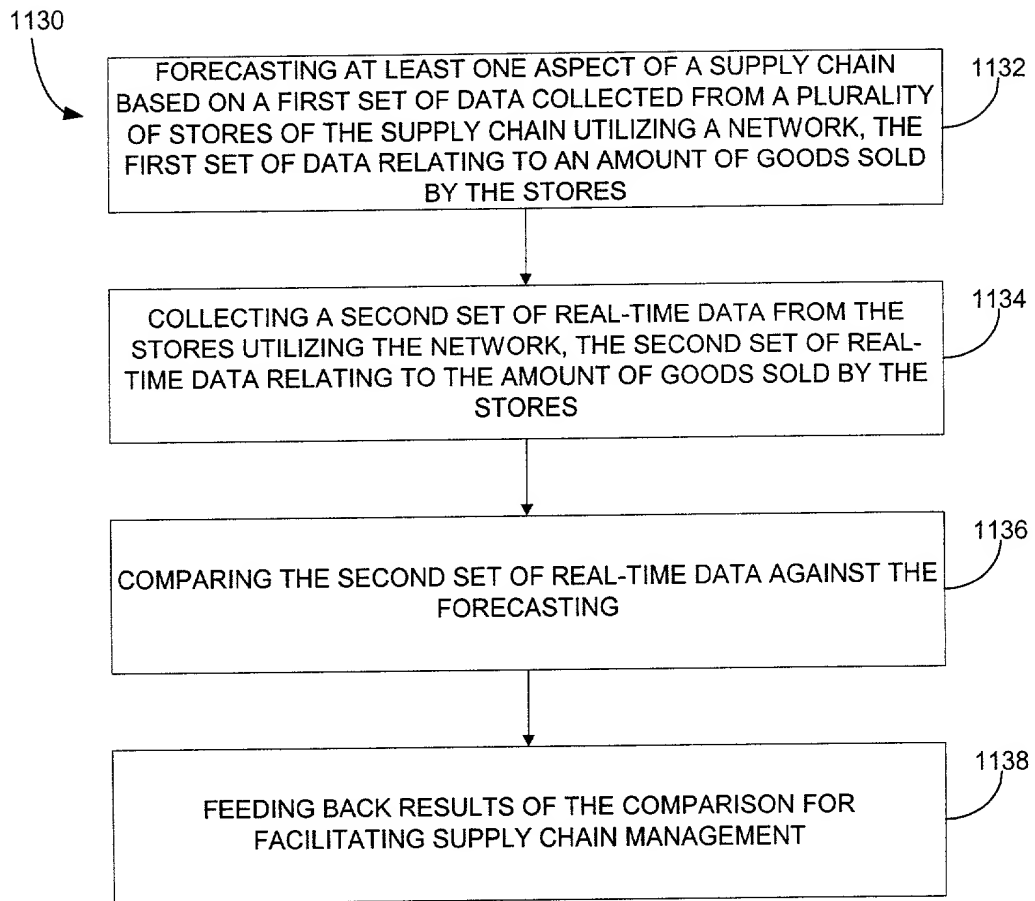 1130
FORECASTING AT LEAST ONE ASPECT OF A SUPPLY CHAIN
BASED ON A FIRST SET OF DATA COLLECTED FROM A PLURALITY
OF STORES OF THE SUPPLY CHAIN UTILIZING A NETWORK, THE
FIRST SET OF DATA RELATING TO AN AMOUNT OF GOODS SOLD
BY THE STORES
1132
COLLECTING A SECOND SET OF REAL-TIME DATA FROM THE
STORES UTILIZING THE NETWORK, THE SECOND SET OF REAL-
TIME DATA RELATING TO THE AMOUNT OF GOODS SOLD BY THE
STORES
1134
COMPARING THE SECOND SET OF REAL-TIME DATA AGAINST THE
FORECASTING
1136
FEEDING BACK RESULTS OF THE COMPARISON FOR
FACILITATING SUPPLY CHAIN MANAGEMENT
1138